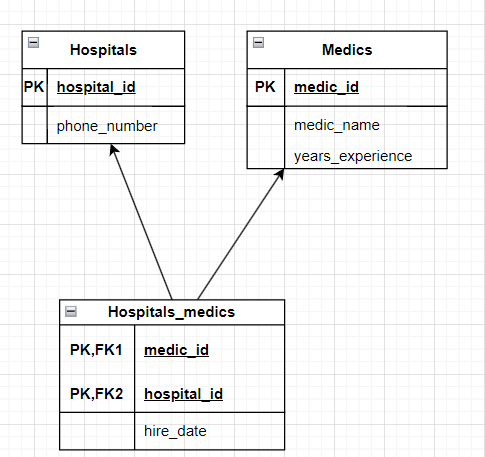 Hospitals
PK hospital_id
phone_number
Medics
PK medic_id
medic_name
years_experience
Hospitals_medics
PK,FK1 medic_id
PK,FK2 hospital_id
hire_date